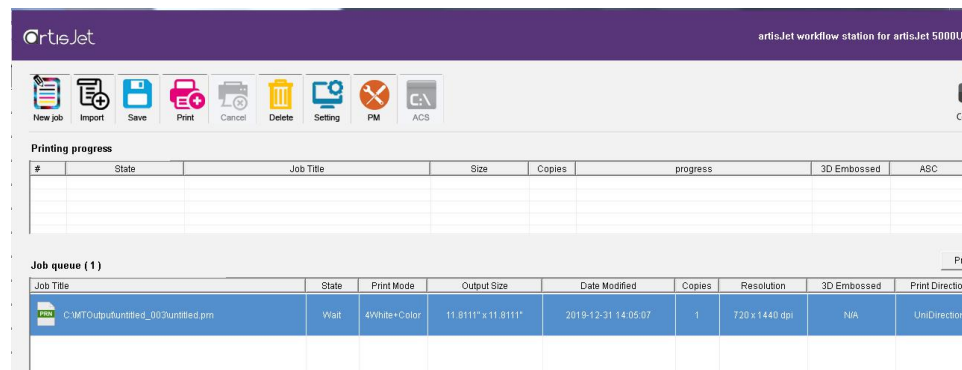 artisJet
artisJet workflow station for artisJet 5000U
New job Import Save Print Cancel Delete Setting PM ACS
C:\
Printing progress
# State Job Title Size Copies progress 3D Embossed ASC
Job queue ( 1 )
Job Title State Print Mode Output Size Date Modified Copies Resolution 3D Embossed Print Directio
PRN C:\MTOutput\untitled_003\untitled.prn Wait 4White+Color 11.8111" x 11.8111" 2019-12-31 14:05:07 1 720 x 1440 dpi N/A UniDirection